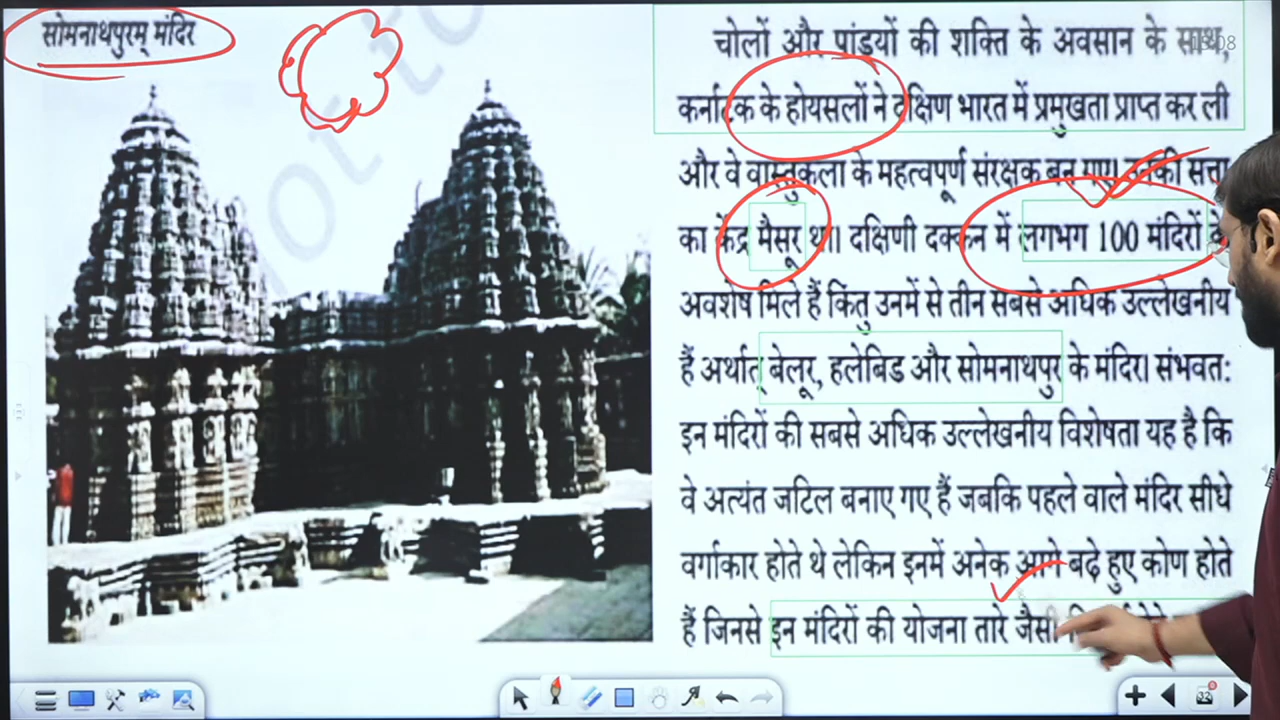 सोमनाथपुरम् मंदिर
चोलों और पांड्यों की शक्ति के अवसान के साथ,
कर्नाटक के होयसलों ने दक्षिण भारत में प्रमुखता प्राप्त कर ली
और वे वास्तुकला के महत्वपूर्ण संरक्षक बन गए। उनकी सत्ता
का केंद्र मैसूर था। दक्षिणी दक्कन में लगभग 100 मंदिरों के
अवशेष मिले हैं किंतु उनमें से तीन सबसे अधिक उल्लेखनीय
हैं अर्थात् बेलूर, हलेबिड और सोमनाथपुर के मंदिर। संभवत:
इन मंदिरों की सबसे अधिक उल्लेखनीय विशेषता यह है कि
वे अत्यंत जटिल बनाए गए हैं जबकि पहले वाले मंदिर सीधे
वर्गाकार होते थे लेकिन इनमें अनेक आगे बढ़े हुए कोण होते
हैं जिनसे इन मंदिरों की योजना तारे जैसी
32